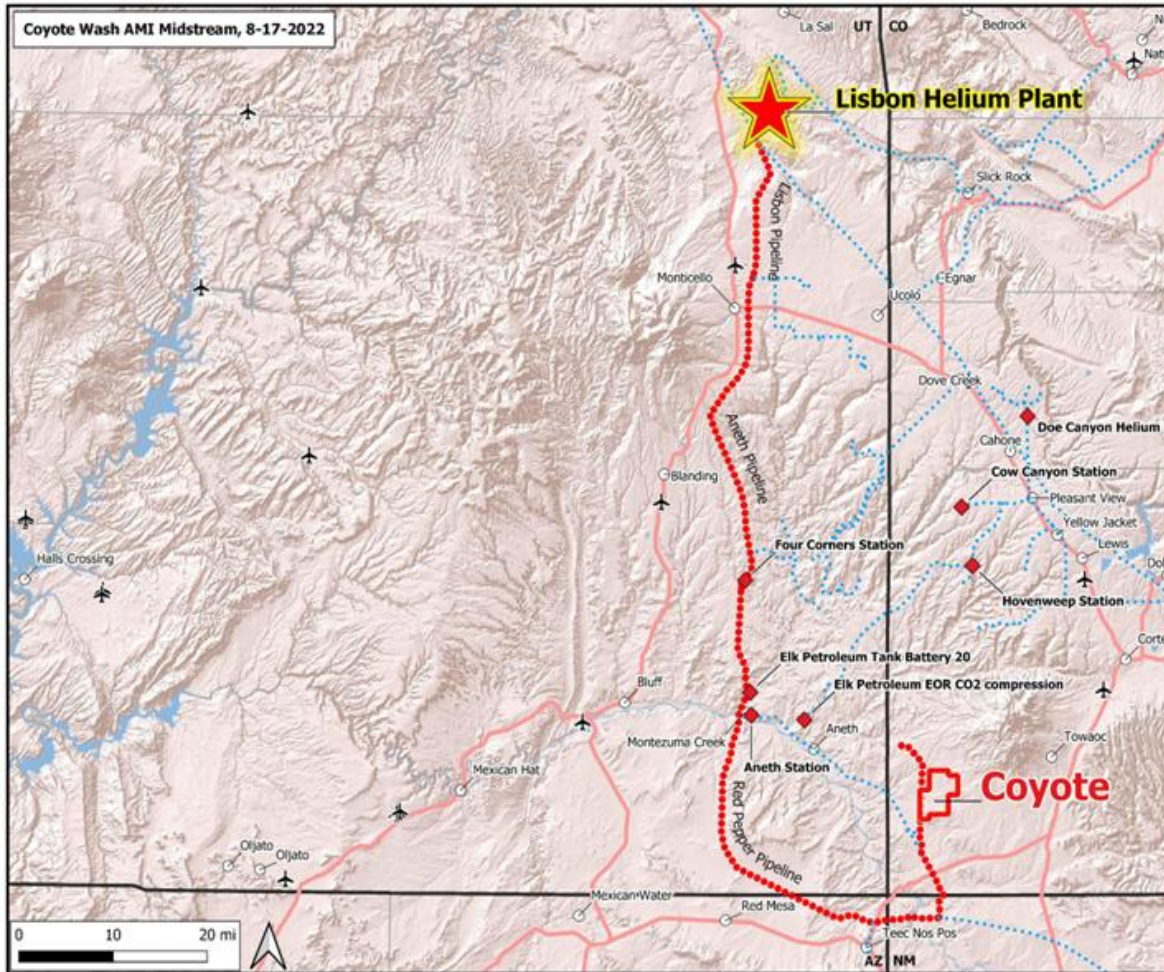 Coyote Wash AMI Midstream, 8-17-2022
La Sal
UT
CO
Bedrock
Lisbon Helium Plant
Slick Rock
Lisbon Pipeline
Monticello
Egnar
Ucolo
Dove Creek
Aneth Pipeline
Doe Canyon Helium
Cahone
Cow Canyon Station
Blanding
Pleasant View
Yellow Jacket
Four Corners Station
Lewis
Halls Crossing
Hovenweep Station
Elk Petroleum Tank Battery 20
Bluff
Elk Petroleum EOR CO2 compression
Montezuma Creek
Aneth
Towaoc
Aneth Station
Mexican Hat
Coyote
Red Pepper Pipeline
Oljato
Oljato
Mexican Water
Red Mesa
Teec Nos Pos
0 10 20 mi
AZ
NM